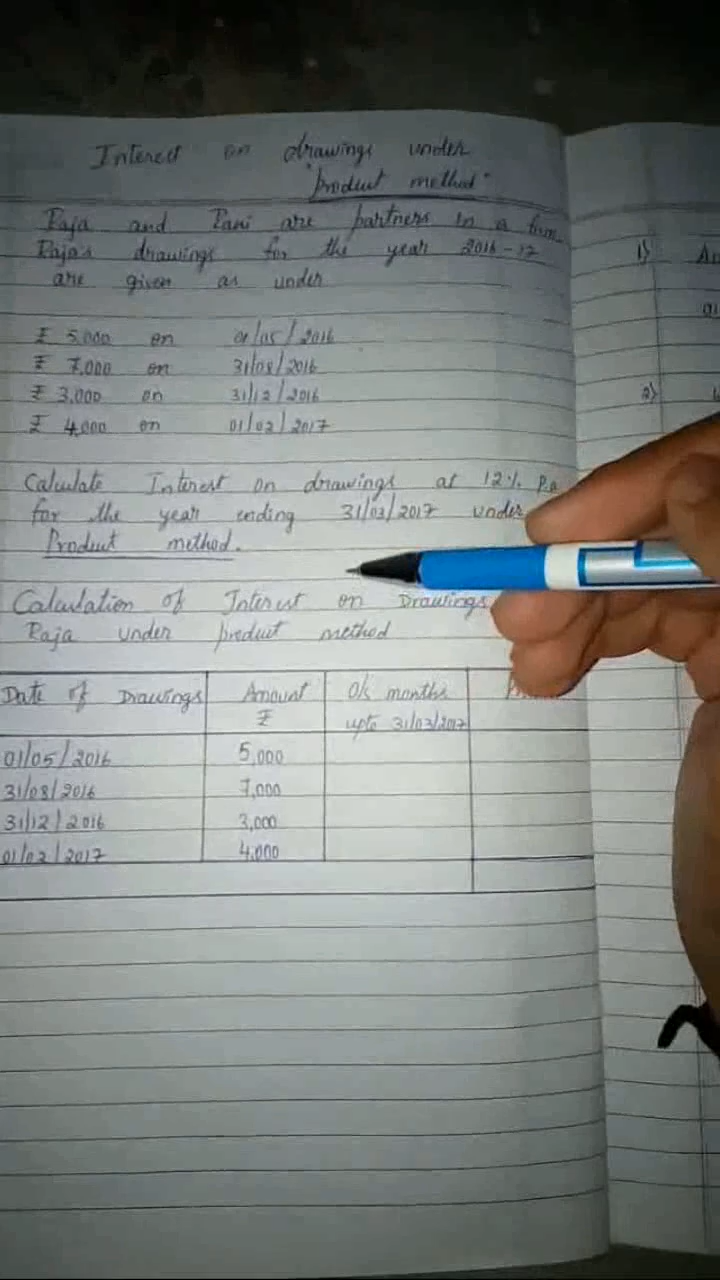 Interest on drawings under
"Product method"
Raja and Rani are partners in a firm.
Raja's drawings for the year 2016-17
are given as under
₹ 5,000 on 01/05/2016
₹ 7,000 on 31/08/2016
₹ 3,000 on 31/12/2016
₹ 4,000 on 01/02/2017
Calculate Interest on drawings at 12% p.a
for the year ending 31/03/2017 under
Product method.
Calculation of Interest on Drawings
Raja under product method
Date of Drawings Amount ₹ O/s months upto 31/03/2017
01/05/2016 5,000
31/08/2016 7,000
31/12/2016 3,000
01/02/2017 4,000
1)
2)